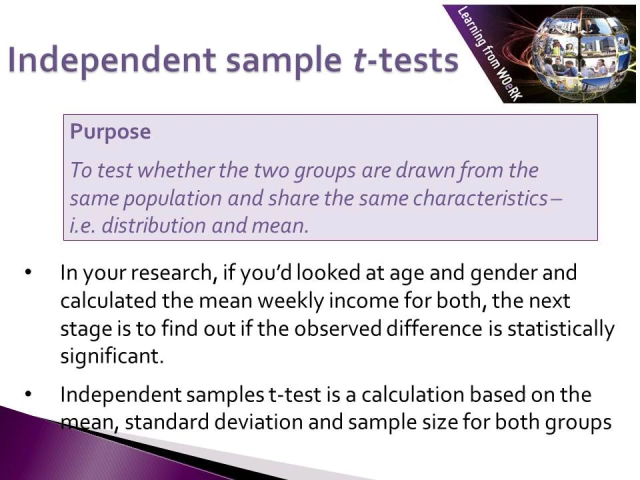 Independent sample t-tests
Learning from WOeRK
Purpose
To test whether the two groups are drawn from the
same population and share the same characteristics –
i.e. distribution and mean.
• In your research, if you’d looked at age and gender and
calculated the mean weekly income for both, the next
stage is to find out if the observed difference is statistically
significant.
• Independent samples t-test is a calculation based on the
mean, standard deviation and sample size for both groups